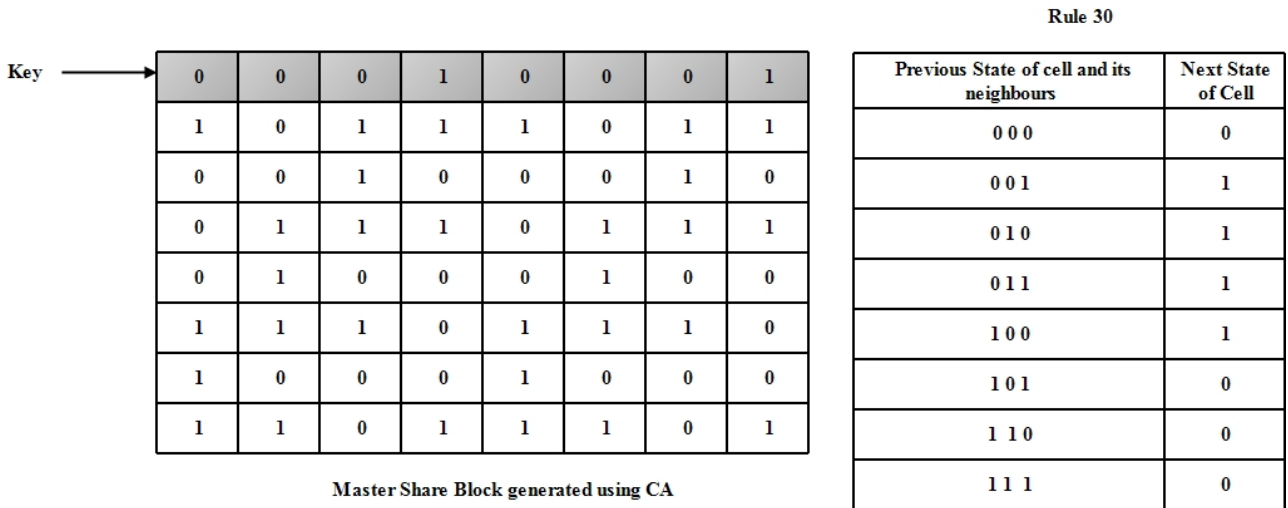 Rule 30
Key
0 0 0 1 0 0 0 1
1 0 1 1 1 0 1 1
0 0 1 0 0 0 1 0
0 1 1 1 0 1 1 1
0 1 0 0 0 1 0 0
1 1 1 0 1 1 1 0
1 0 0 0 1 0 0 0
1 1 0 1 1 1 0 1
Master Share Block generated using CA
Previous State of cell and its
neighbours
Next State
of Cell
0 0 0 0
0 0 1 1
0 1 0 1
0 1 1 1
1 0 0 1
1 0 1 0
1 1 0 0
1 1 1 0